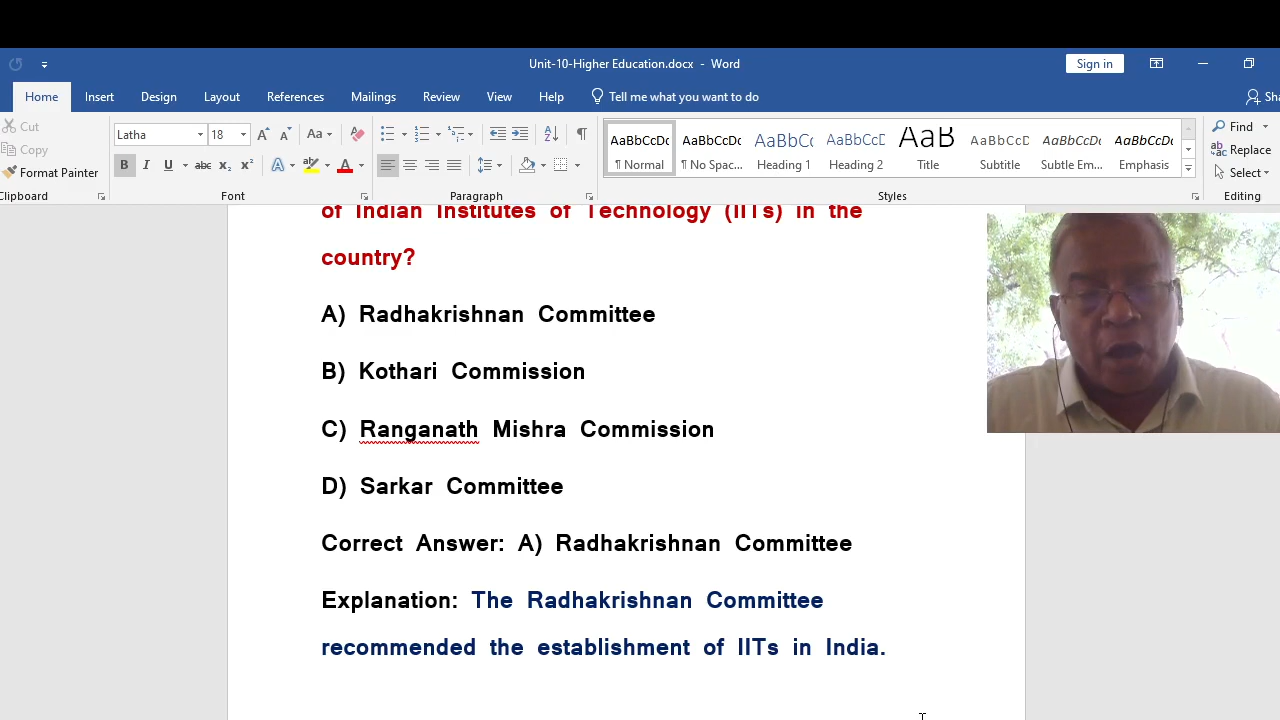 Unit-10-Higher Education.docx - Word
Sign in
Home Insert Design Layout References Mailings Review View Help Tell me what you want to do
Cut
Copy
Format Painter
Clipboard
Latha 18
Font
Paragraph
AaBbCcDc AaBbCcDc AaBbC AaBbCcD AaB AaBbCcD AaBbCcDc AaBbCcDc
¶ Normal ¶ No Spac... Heading 1 Heading 2 Title Subtitle Subtle Em... Emphasis
Styles
Find
Replace
Select
Editing
of Indian Institutes of Technology (IITs) in the
country?
A) Radhakrishnan Committee
B) Kothari Commission
C) Ranganath Mishra Commission
D) Sarkar Committee
Correct Answer: A) Radhakrishnan Committee
Explanation: The Radhakrishnan Committee
recommended the establishment of IITs in India.